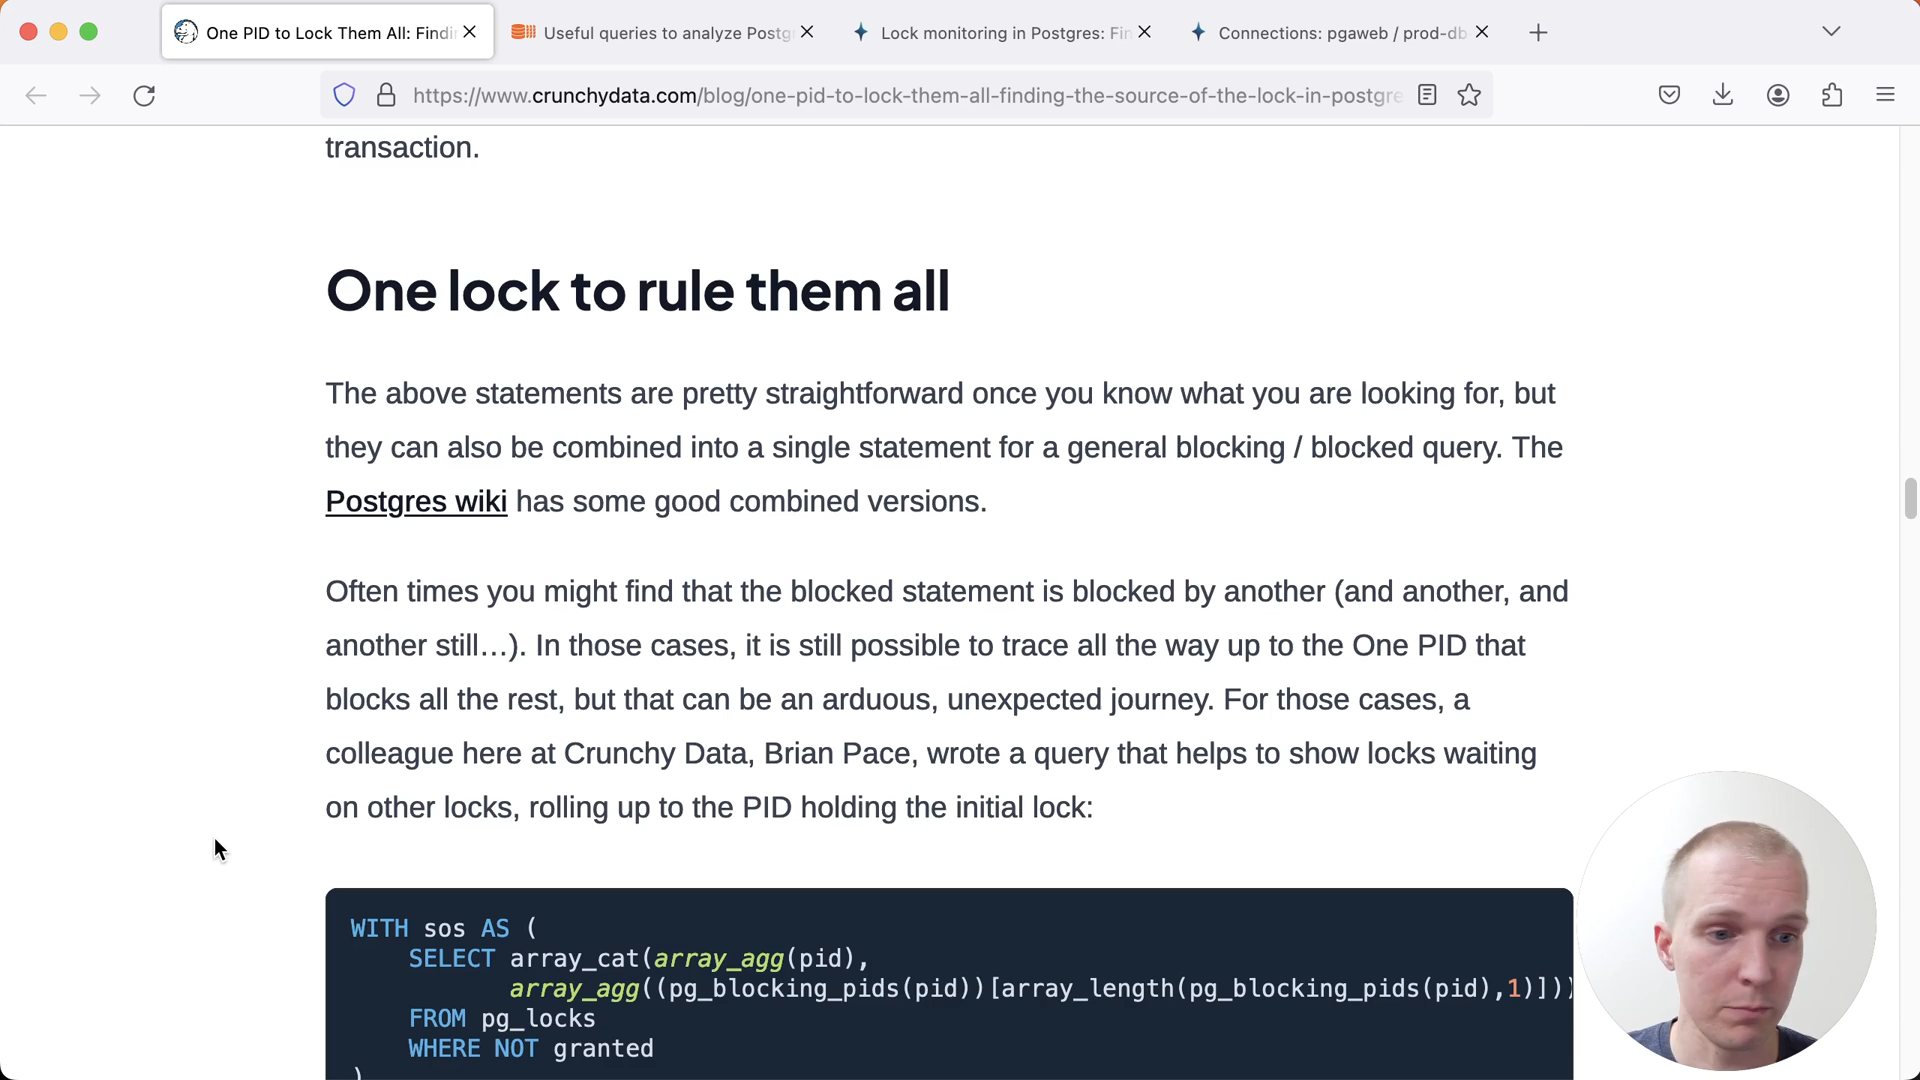 One PID to Lock Them All: Findi
Useful queries to analyze Postg
Lock monitoring in Postgres: Fin
Connections: pgaweb / prod-db
https://www.crunchydata.com/blog/one-pid-to-lock-them-all-finding-the-source-of-the-lock-in-postgre
transaction.
One lock to rule them all
The above statements are pretty straightforward once you know what you are looking for, but
they can also be combined into a single statement for a general blocking / blocked query. The
Postgres wiki has some good combined versions.
Often times you might find that the blocked statement is blocked by another (and another, and
another still…). In those cases, it is still possible to trace all the way up to the One PID that
blocks all the rest, but that can be an arduous, unexpected journey. For those cases, a
colleague here at Crunchy Data, Brian Pace, wrote a query that helps to show locks waiting
on other locks, rolling up to the PID holding the initial lock:
WITH sos AS (
SELECT array_cat(array_agg(pid),
array_agg((pg_blocking_pids(pid))[array_length(pg_blocking_pids(pid),1)]))
FROM pg_locks
WHERE NOT granted
)